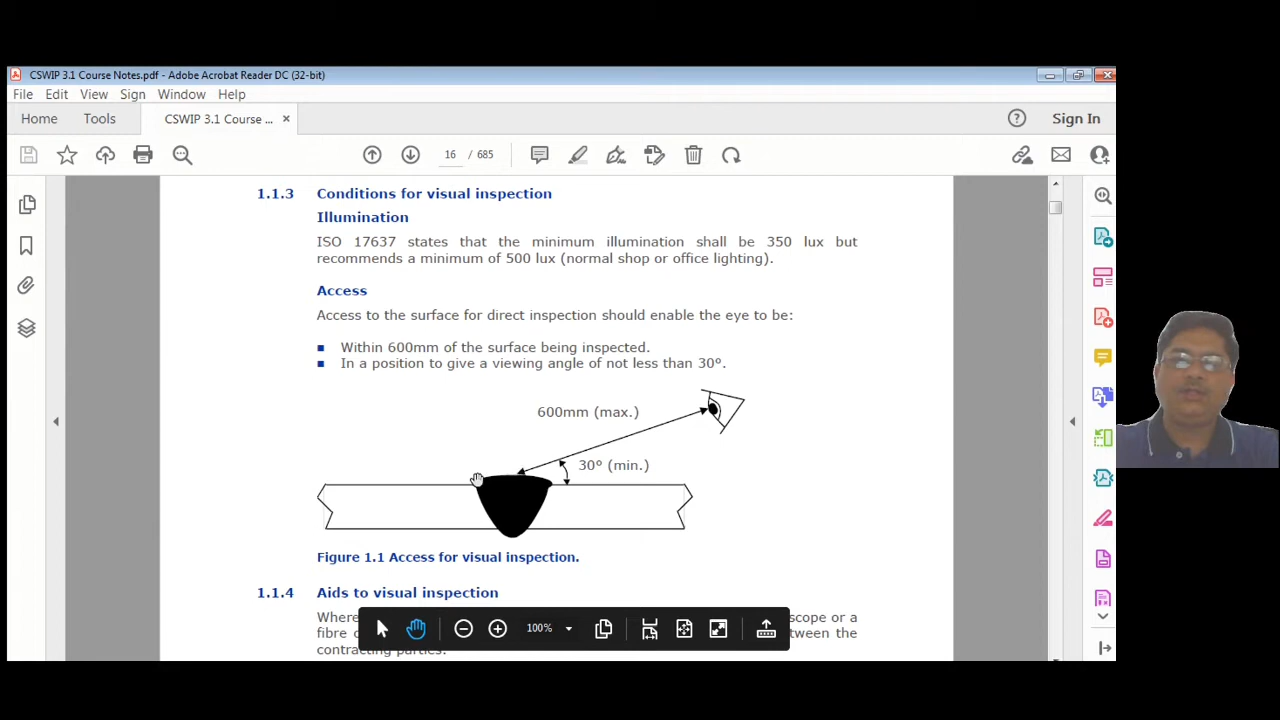 CSWIP 3.1 Course Notes.pdf - Adobe Acrobat Reader DC (32-bit)
File Edit View Sign Window Help
Home Tools CSWIP 3.1 Course ... × ? Sign In
16 / 685
1.1.3 Conditions for visual inspection
Illumination
ISO 17637 states that the minimum illumination shall be 350 lux but
recommends a minimum of 500 lux (normal shop or office lighting).
Access
Access to the surface for direct inspection should enable the eye to be:
■ Within 600mm of the surface being inspected.
■ In a position to give a viewing angle of not less than 30º.
600mm (max.)
30º (min.)
Figure 1.1 Access for visual inspection.
1.1.4 Aids to visual inspection
Where scope or a
fibre
contracting parties. the
100%